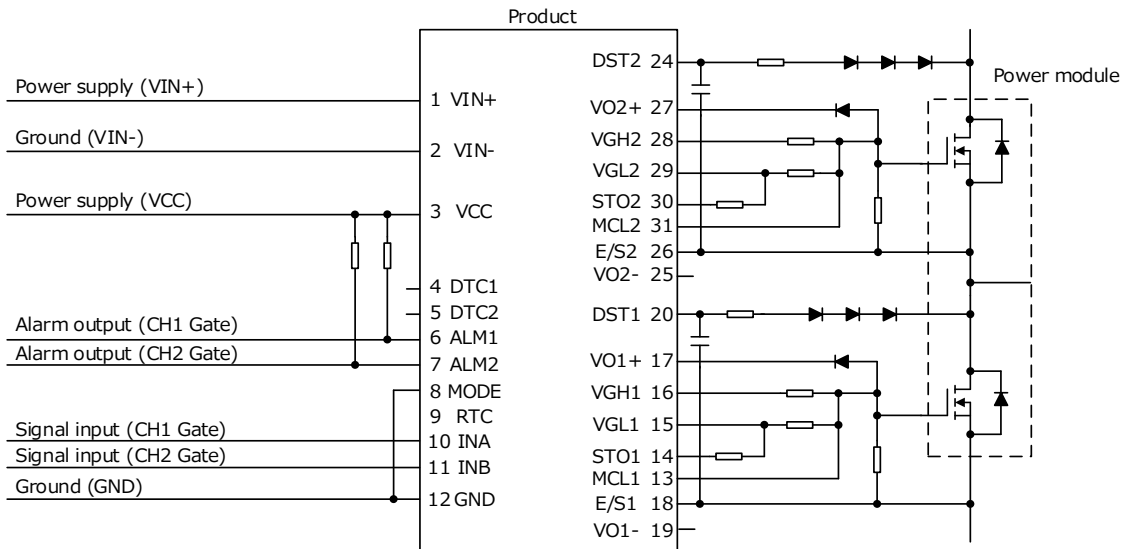 Product
Power supply (VIN+)
1 VIN+
Ground (VIN-)
2 VIN-
Power supply (VCC)
3 VCC
4 DTC1
5 DTC2
Alarm output (CH1 Gate)
6 ALM1
Alarm output (CH2 Gate)
7 ALM2
8 MODE
9 RTC
Signal input (CH1 Gate)
10 INA
Signal input (CH2 Gate)
11 INB
Ground (GND)
12 GND
DST2 24
VO2+ 27
VGH2 28
VGL2 29
STO2 30
MCL2 31
E/S2 26
VO2- 25
DST1 20
VO1+ 17
VGH1 16
VGL1 15
STO1 14
MCL1 13
E/S1 18
VO1- 19
Power module